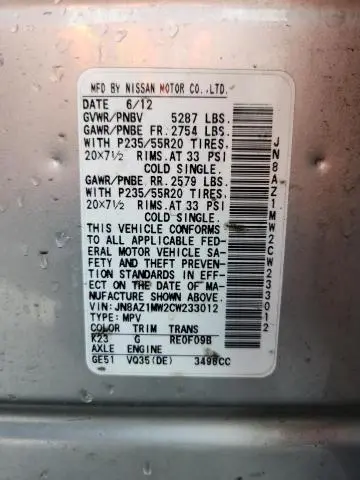 MFD BY NISSAN MOTOR CO.,LTD.
DATE 6/12
GVWR/PNBV 5287 LBS.
GAWR/PNBE FR. 2754 LBS.
WITH P235/55R20 TIRES,
20×7½ RIMS.AT 33 PSI
COLD SINGLE.
GAWR/PNBE RR. 2579 LBS.
WITH P235/55R20 TIRES,
20×7½ RIMS.AT 33 PSI
COLD SINGLE.
THIS VEHICLE CONFORMS
TO ALL APPLICABLE FED-
ERAL MOTOR VEHICLE SA-
FETY AND THEFT PREVEN-
TION STANDARDS IN EFF-
ECT ON THE DATE OF MA-
NUFACTURE SHOWN ABOVE.
VIN: JN8AZ1MW2CW233012
TYPE: MPV
COLOR TRIM TRANS
K23 G RE0F09B
AXLE ENGINE
GE51 VQ35(DE) 3498CC
JN8AZ1MW2CW233012